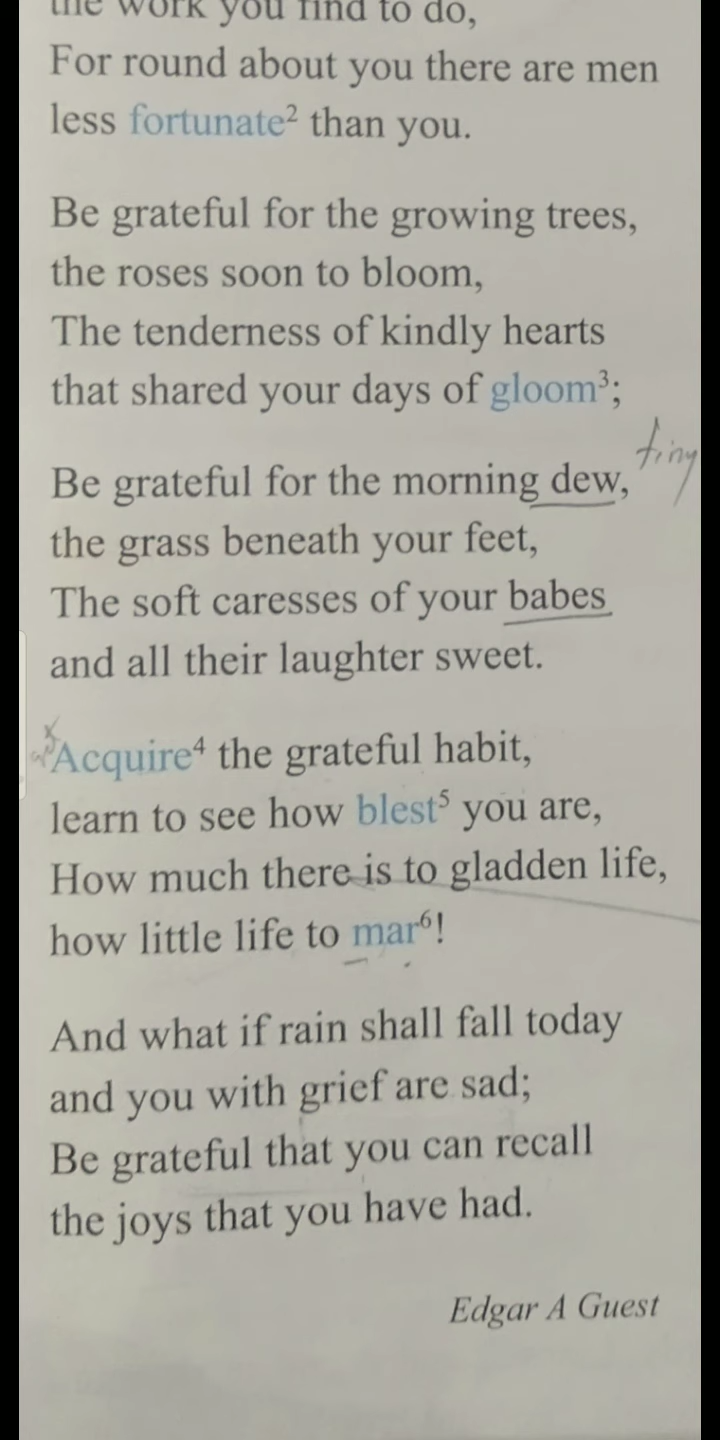 the work you find to do,
For round about you there are men
less fortunate² than you.
Be grateful for the growing trees,
the roses soon to bloom,
The tenderness of kindly hearts
that shared your days of gloom³;
tiny
Be grateful for the morning dew,
the grass beneath your feet,
The soft caresses of your babes
and all their laughter sweet.
Acquire⁴ the grateful habit,
learn to see how blest⁵ you are,
How much there is to gladden life,
how little life to mar⁶!
And what if rain shall fall today
and you with grief are sad;
Be grateful that you can recall
the joys that you have had.
Edgar A Guest